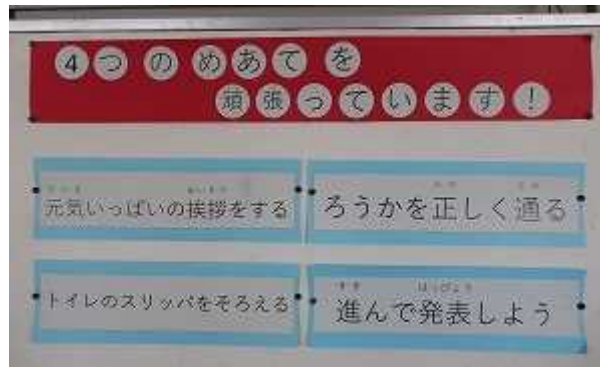 4つのめあてを
頑張っています!
元気いっぱいの挨拶をする
ろうかを正しく通る
トイレのスリッパをそろえる
進んで発表しよう